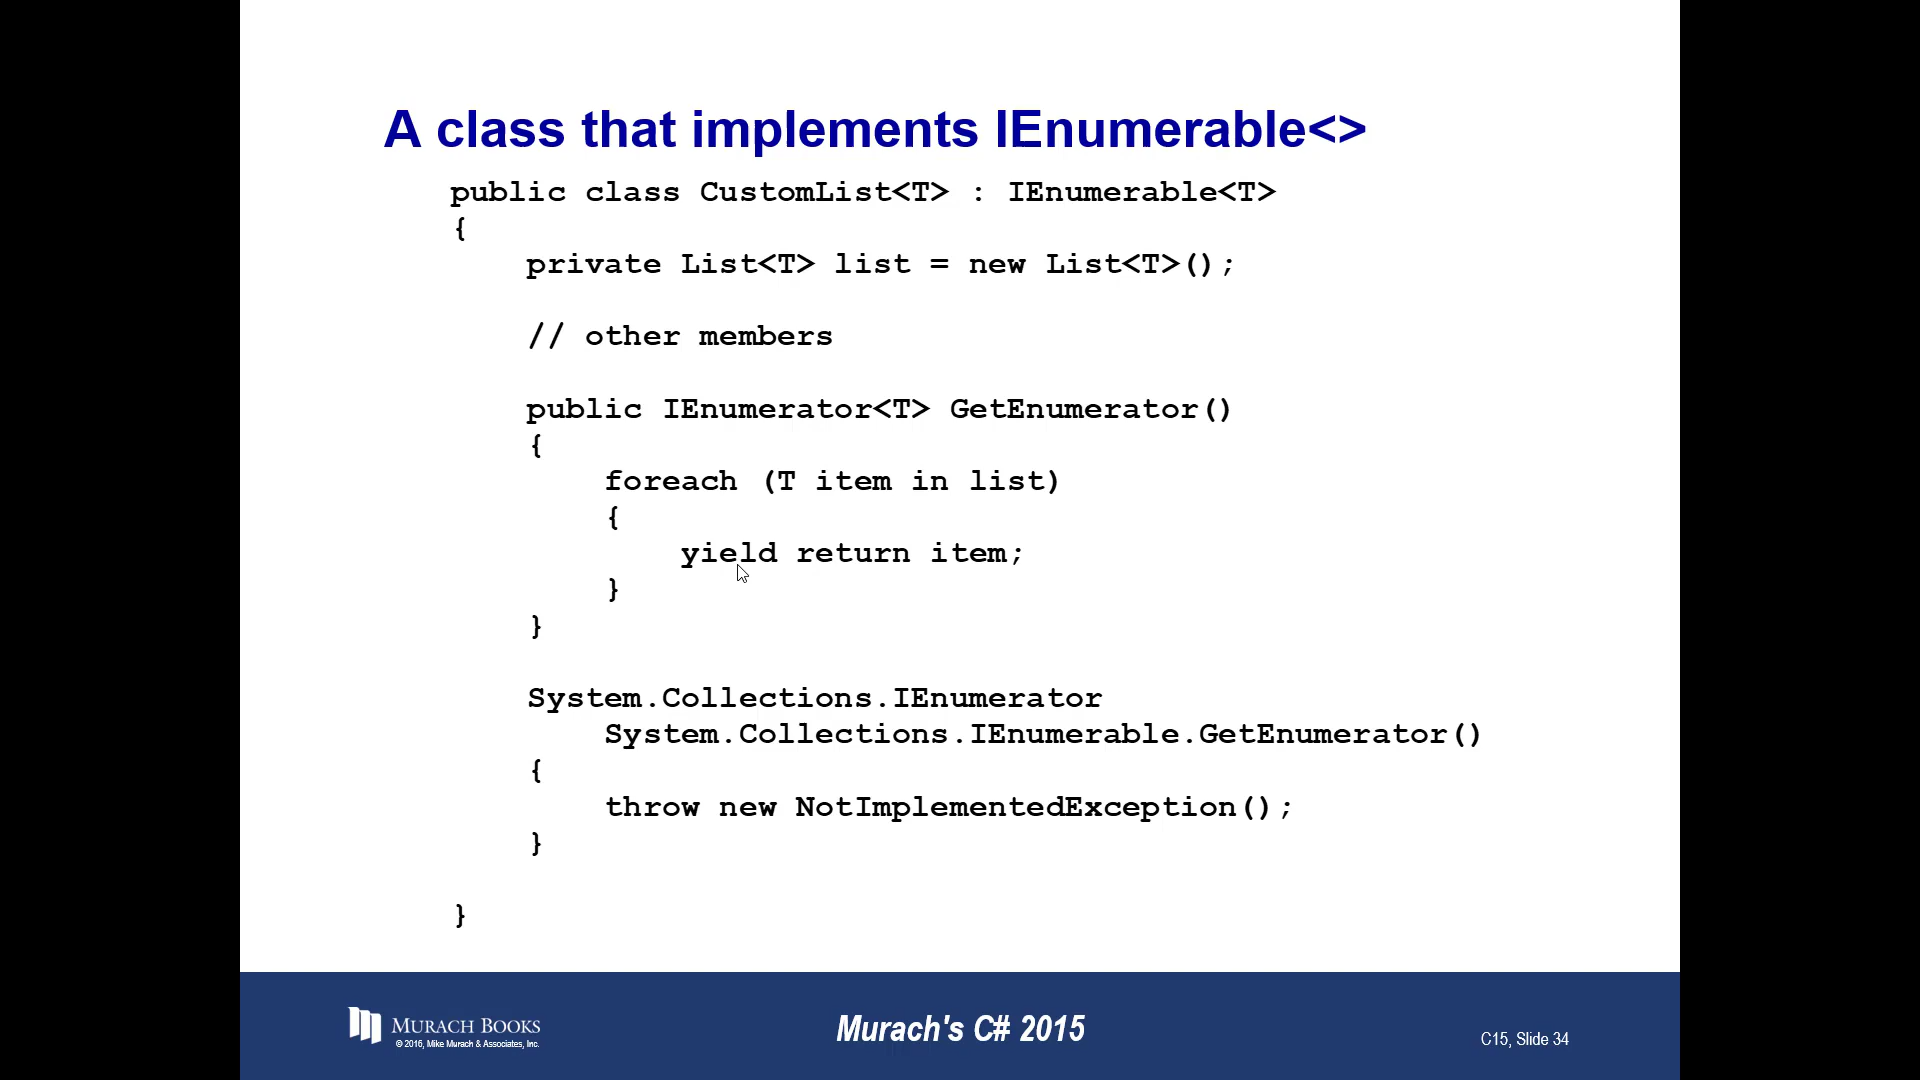 A class that implements IEnumerable<>
public class CustomList<T> : IEnumerable<T>
{
    private List<T> list = new List<T>();
    // other members
    public IEnumerator<T> GetEnumerator()
    {
        foreach (T item in list)
        {
            yield return item;
        }
    }
    System.Collections.IEnumerator
        System.Collections.IEnumerable.GetEnumerator()
    {
        throw new NotImplementedException();
    }
}
MURACH BOOKS
© 2016, Mike Murach & Associates, Inc.
Murach's C# 2015
C15, Slide 34